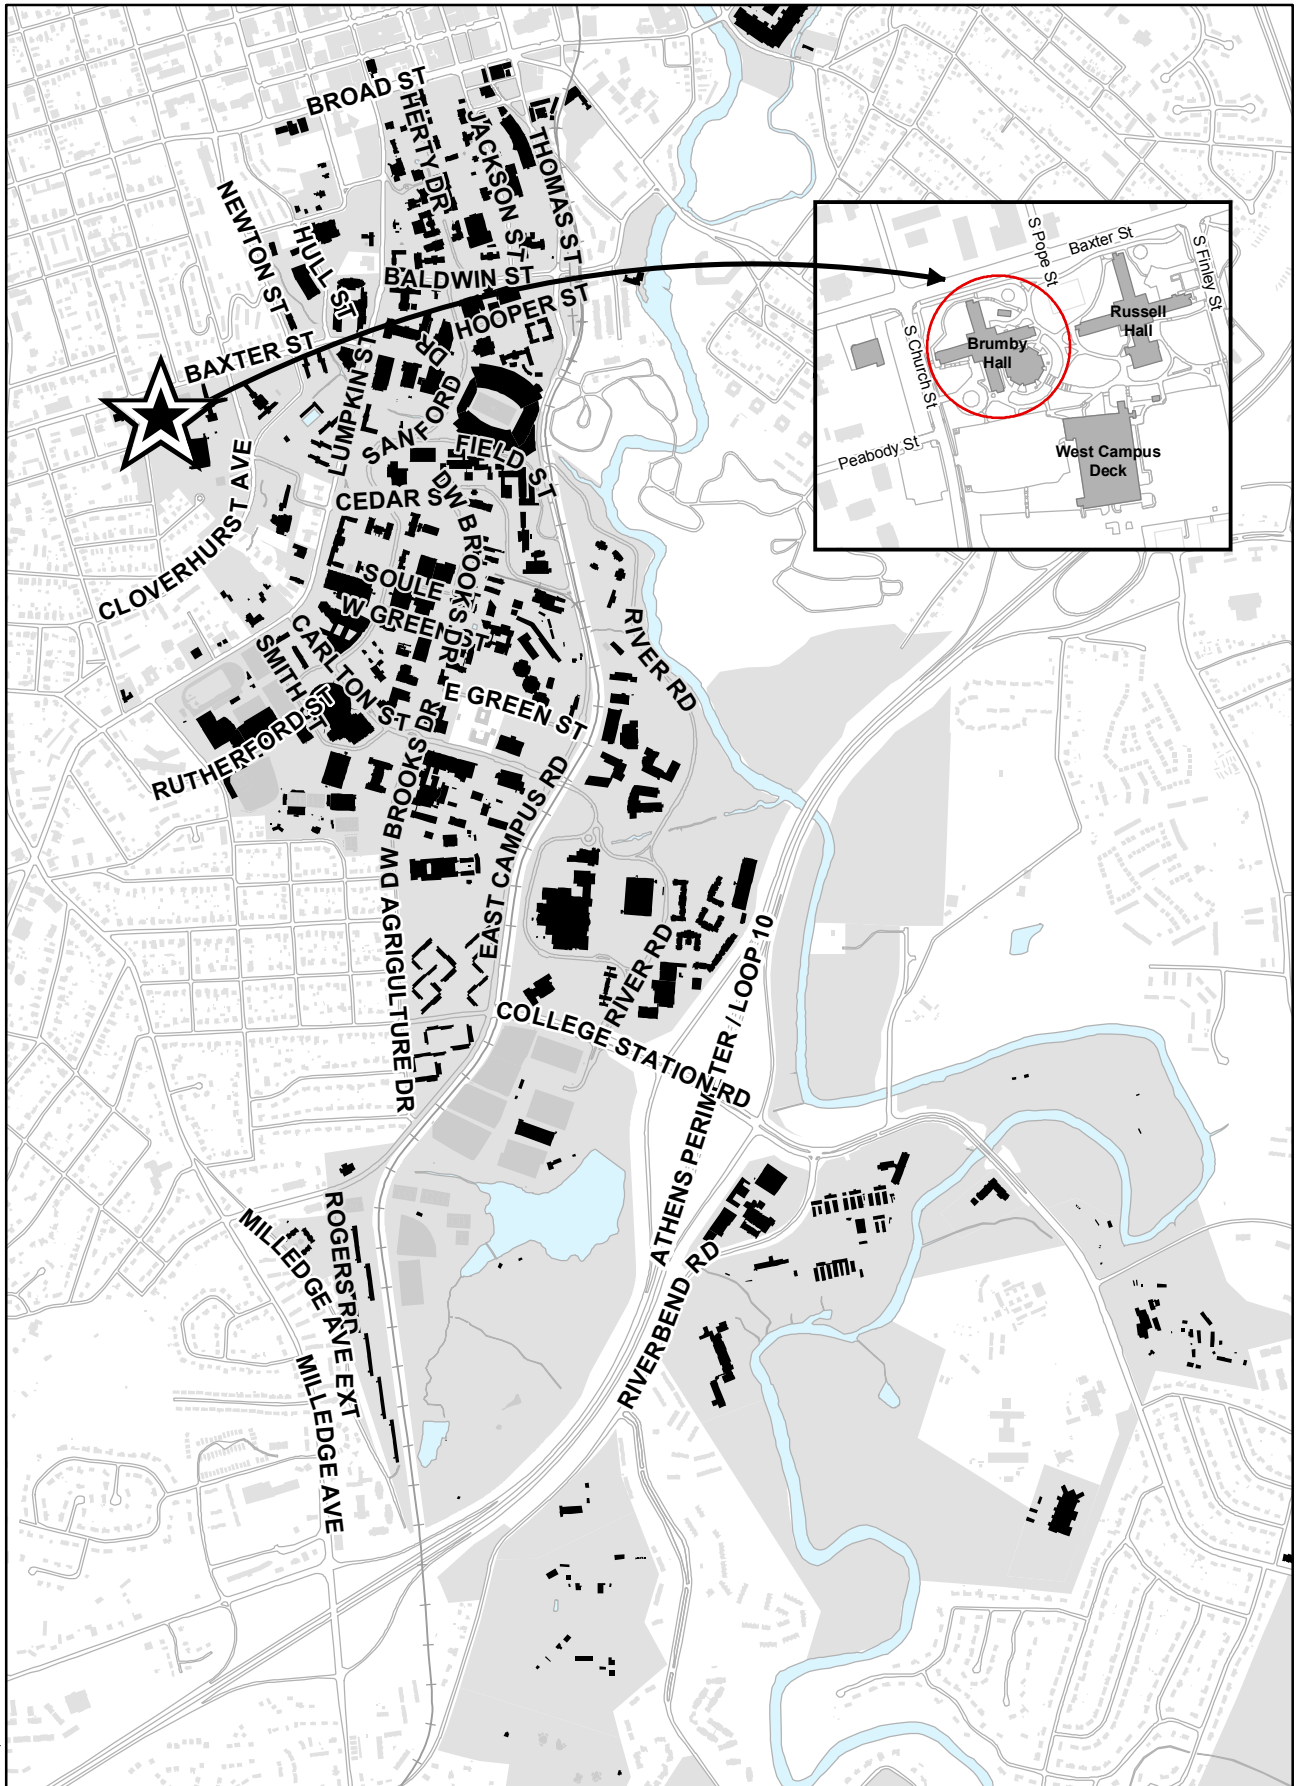 BROAD ST
HERTY DR
JACKSON ST
THOMAS ST
NEWTON ST
HULL ST
BALDWIN ST
HOOPER ST
BAXTER ST
LUMPKIN ST
SANFORD
DR
FIELD ST
CEDAR S
DW BROOKS DR
CLOVERHURST AVE
SOULE
W GREEN ST
CARLTON ST
SMITH ST
RUTHERFORD ST
E GREEN ST
RIVER RD
EAST CAMPUS RD
DW BROOKS DR
AGRIGULTURE DR
RIVER RD
COLLEGE STATION RD
ATHENS PERIMETER / LOOP 10
RIVERBEND RD
ROGERS RD
MILLEDGE AVE EXT
MILLEDGE AVE
S Pope St
Baxter St
S Finley St
Russell
Hall
Brumby
Hall
S Church St
Peabody St
West Campus
Deck